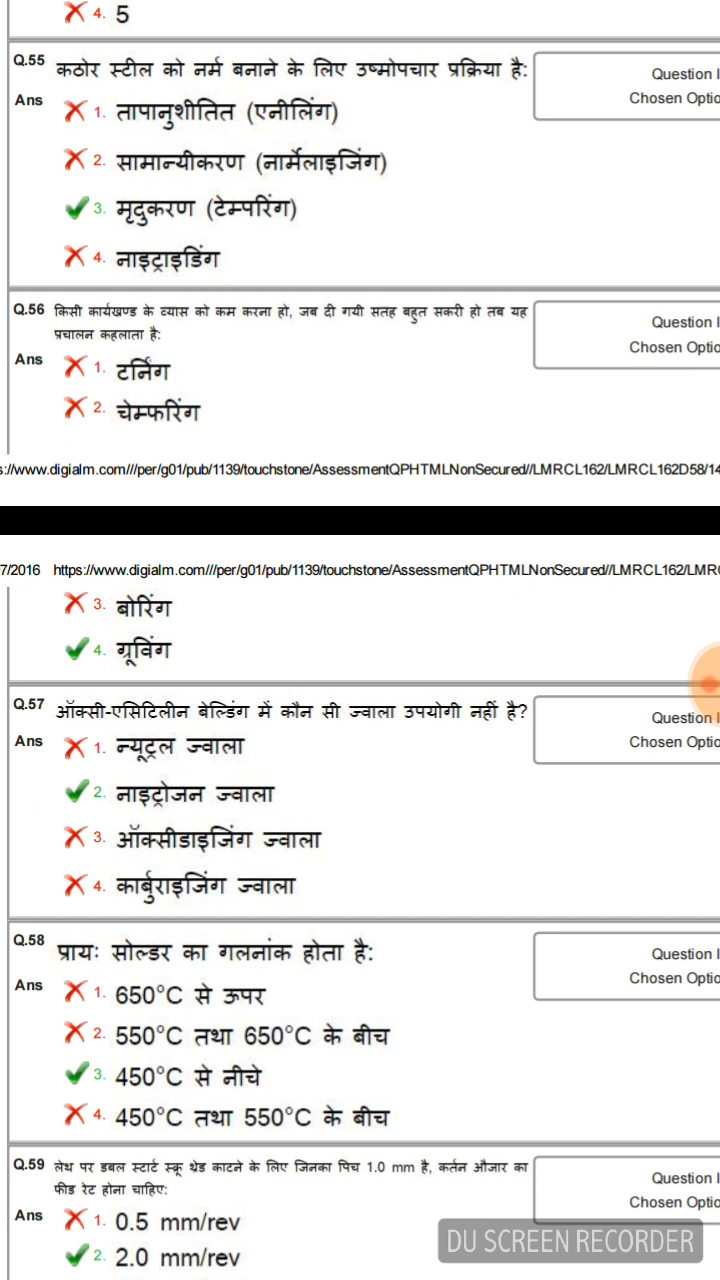 4. 5
Q.55 कठोर स्टील को नर्म बनाने के लिए उष्मोपचार प्रक्रिया है:
Question I
Chosen Optio
Ans 1. तापानुशीतित (एनीलिंग)
2. सामान्यीकरण (नार्मेलाइजिंग)
3. मृदुकरण (टेम्परिंग)
4. नाइट्राइडिंग
Q.56 किसी कार्यखण्ड के व्यास को कम करना हो, जब दी गयी सतह बहुत सकरी हो तब यह
प्रचालन कहलाता है:
Question I
Chosen Optio
Ans 1. टर्निंग
2. चेम्फरिंग
s://www.digialm.com///per/g01/pub/1139/touchstone/AssessmentQPHTMLNonSecured//LMRCL162/LMRCL162D58/14
7/2016 https://www.digialm.com///per/g01/pub/1139/touchstone/AssessmentQPHTMLNonSecured//LMRCL162/LMRC
3. बोरिंग
4. ग्रूविंग
Q.57 ऑक्सी-एसिटिलीन बेल्डिंग में कौन सी ज्वाला उपयोगी नहीं है?
Question I
Chosen Optio
Ans 1. न्यूट्रल ज्वाला
2. नाइट्रोजन ज्वाला
3. ऑक्सीडाइजिंग ज्वाला
4. कार्बुराइजिंग ज्वाला
Q.58 प्रायः सोल्डर का गलनांक होता है:
Question I
Chosen Optio
Ans 1. 650°C से ऊपर
2. 550°C तथा 650°C के बीच
3. 450°C से नीचे
4. 450°C तथा 550°C के बीच
Q.59 लेथ पर डबल स्टार्ट स्क्रू थ्रेड काटने के लिए जिनका पिच 1.0 mm है, कर्तन औजार का
फीड रेट होना चाहिए:
Question I
Chosen Optio
Ans 1. 0.5 mm/rev
2. 2.0 mm/rev
DU SCREEN RECORDER